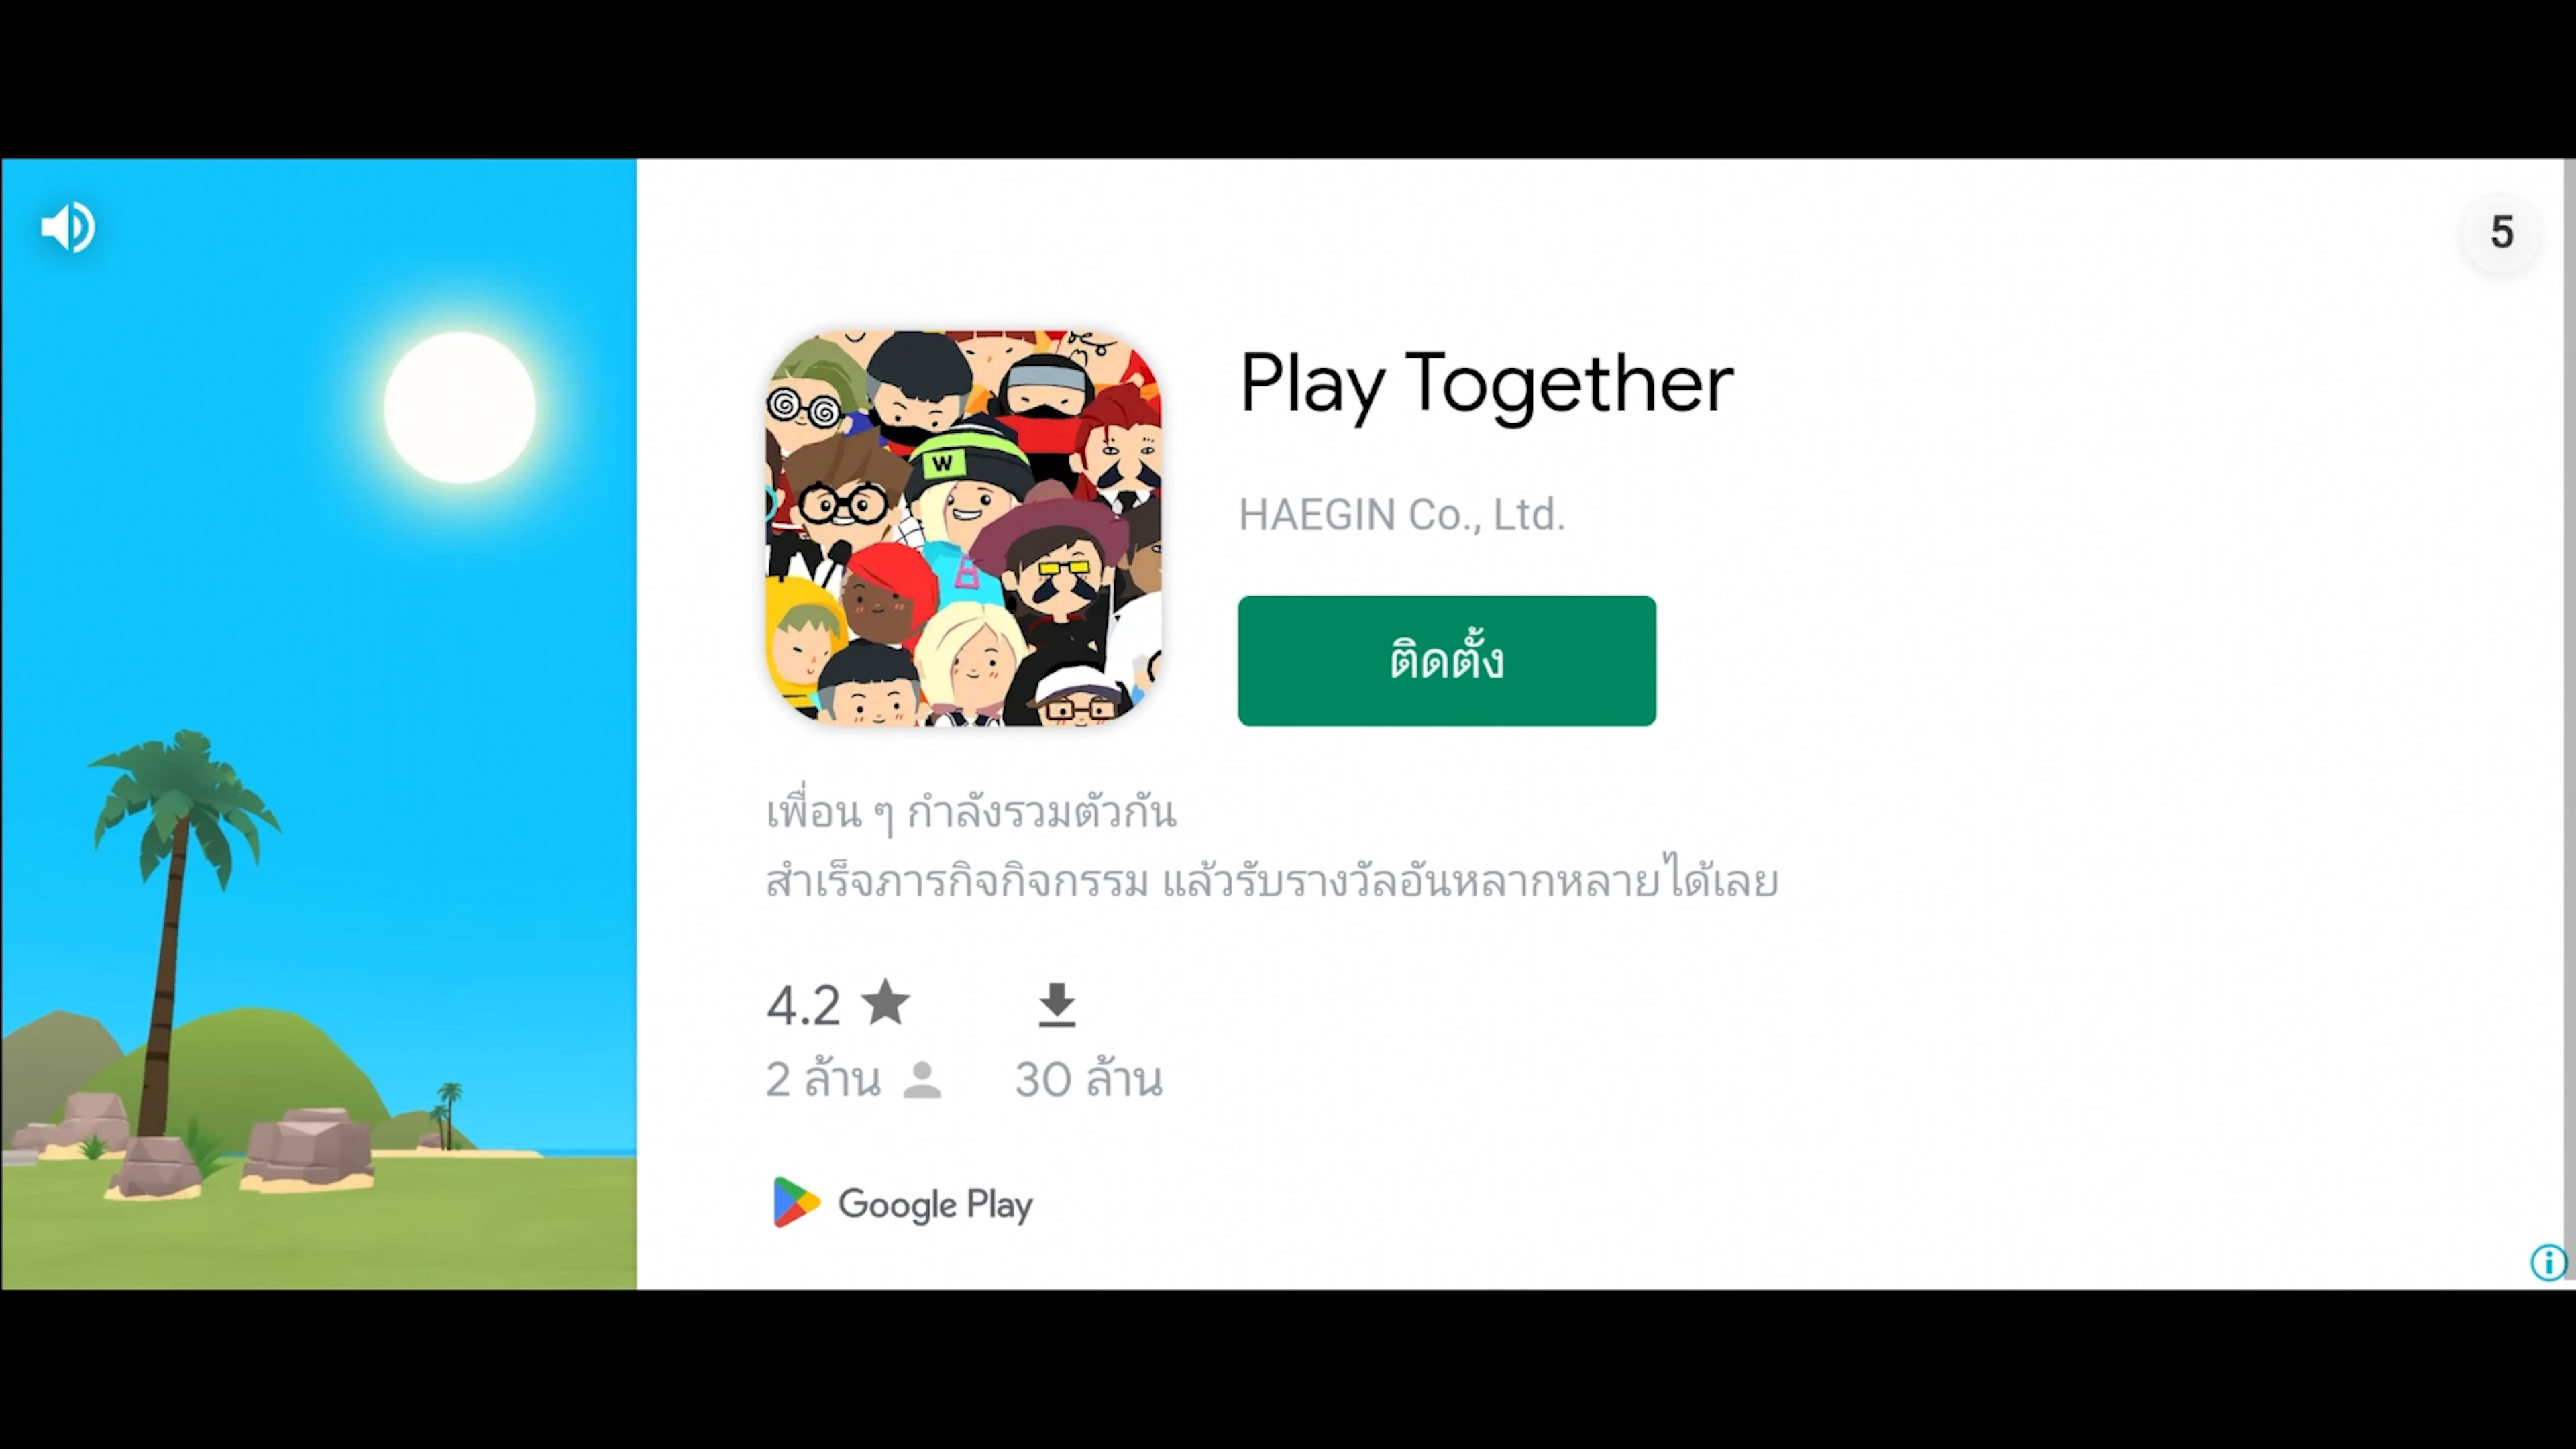 5
Play Together
W
HAEGIN Co., Ltd.
ติดตั้ง
เพื่อน ๆ กำลังรวมตัวกัน
สำเร็จภารกิจกิจกรรม แล้วรับรางวัลอันหลากหลายได้เลย
4.2
2 ล้าน 30 ล้าน
Google Play